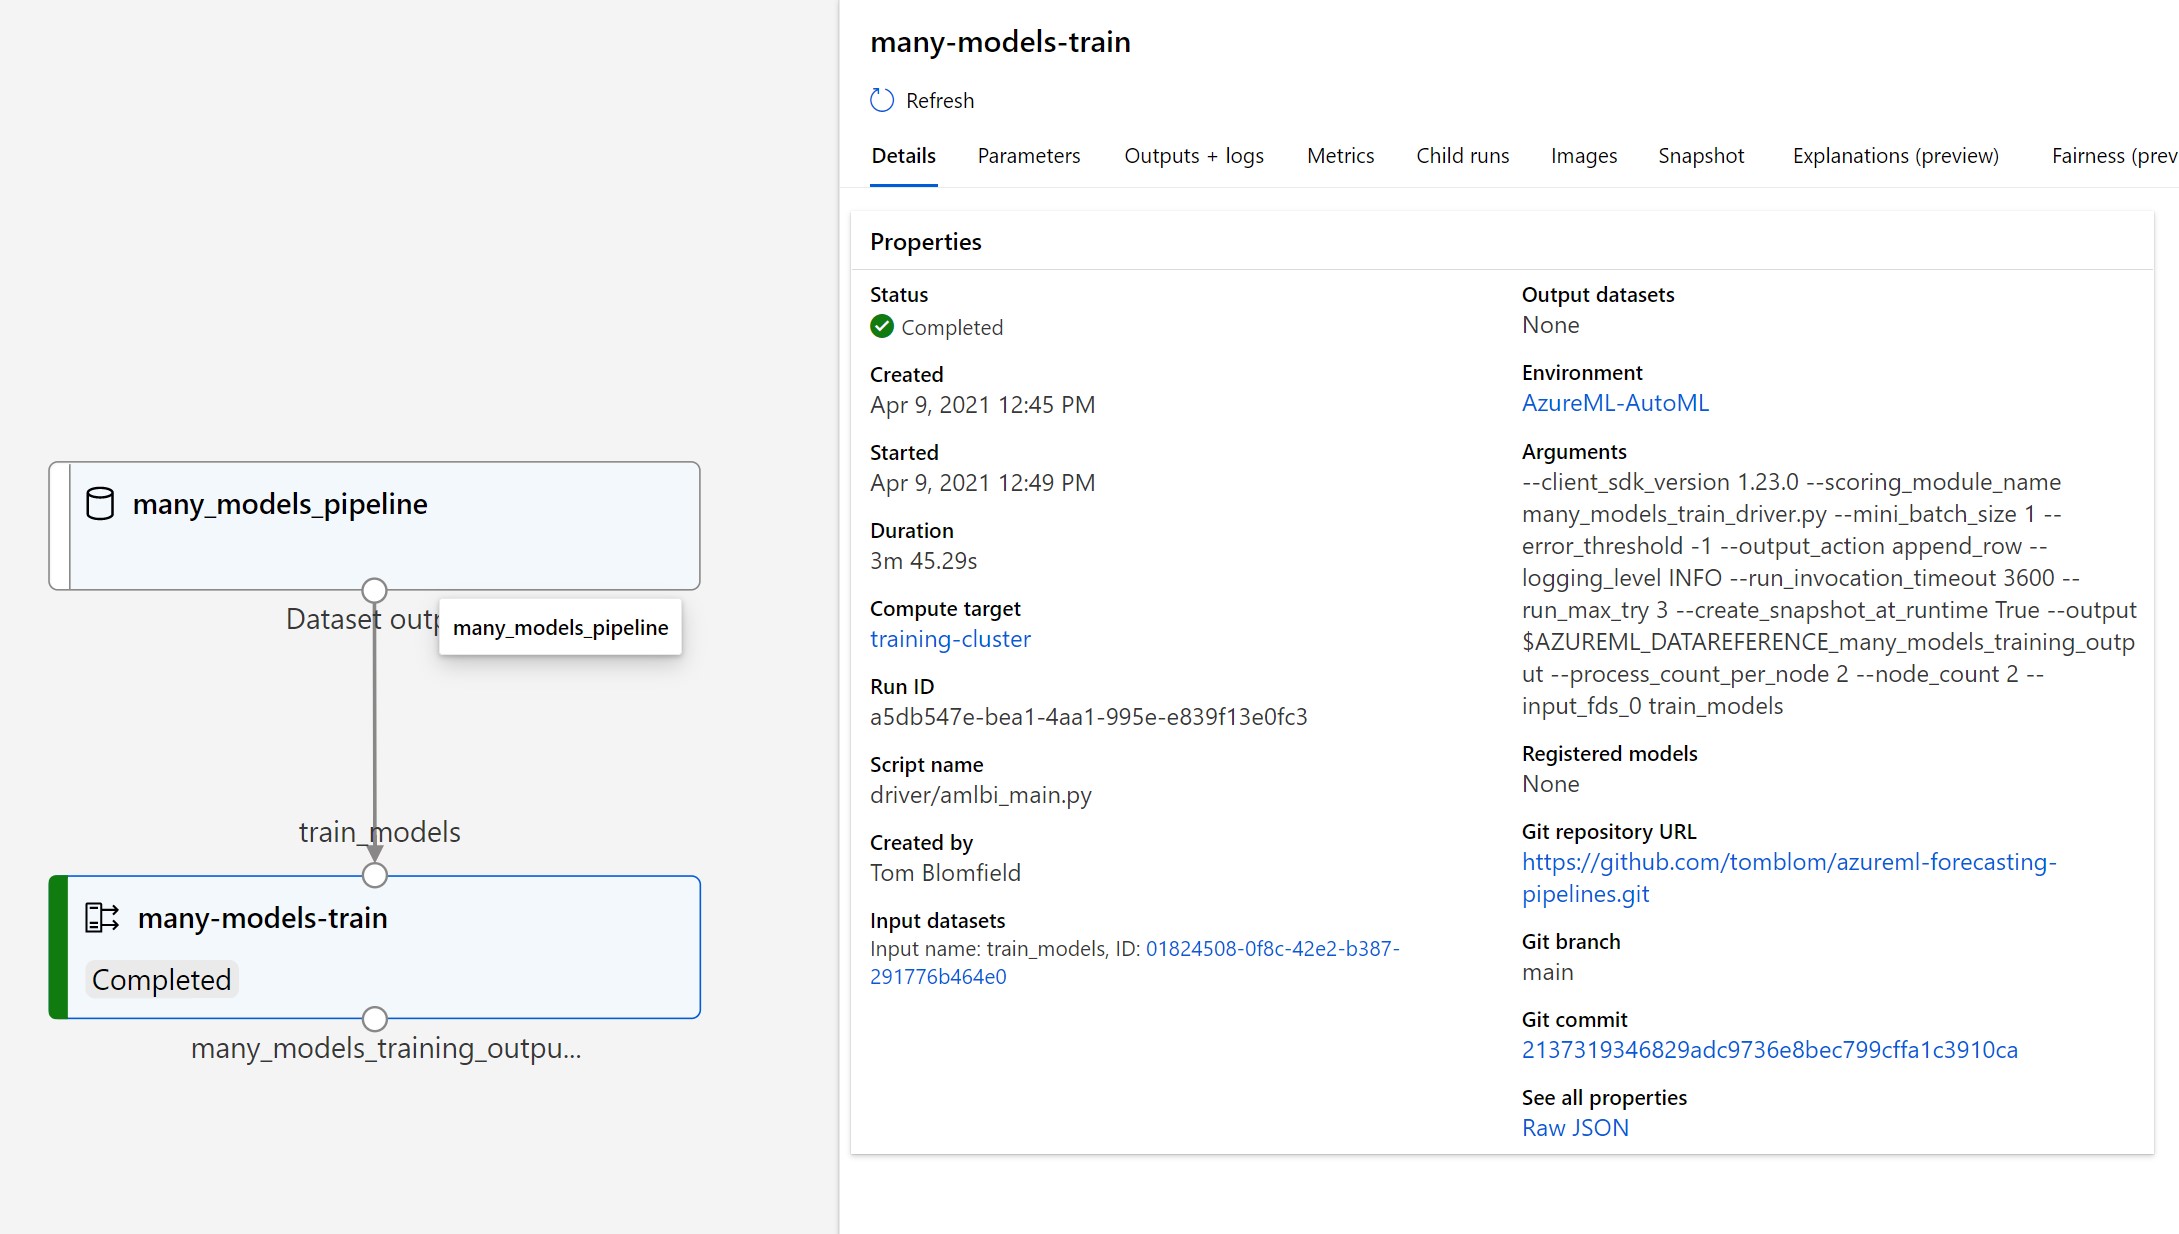 many_models_pipeline
Dataset outp
many_models_pipeline
train_models
many-models-train
Completed
many_models_training_outpu...
many-models-train
Refresh
Details Parameters Outputs + logs Metrics Child runs Images Snapshot Explanations (preview) Fairness (prev
Properties
Status
Completed
Created
Apr 9, 2021 12:45 PM
Started
Apr 9, 2021 12:49 PM
Duration
3m 45.29s
Compute target
training-cluster
Run ID
a5db547e-bea1-4aa1-995e-e839f13e0fc3
Script name
driver/amlbi_main.py
Created by
Tom Blomfield
Input datasets
Input name: train_models, ID: 01824508-0f8c-42e2-b387-
291776b464e0
Output datasets
None
Environment
AzureML-AutoML
Arguments
--client_sdk_version 1.23.0 --scoring_module_name
many_models_train_driver.py --mini_batch_size 1 --
error_threshold -1 --output_action append_row --
logging_level INFO --run_invocation_timeout 3600 --
run_max_try 3 --create_snapshot_at_runtime True --output
$AZUREML_DATAREFERENCE_many_models_training_outp
ut --process_count_per_node 2 --node_count 2 --
input_fds_0 train_models
Registered models
None
Git repository URL
https://github.com/tomblom/azureml-forecasting-
pipelines.git
Git branch
main
Git commit
2137319346829adc9736e8bec799cffa1c3910ca
See all properties
Raw JSON